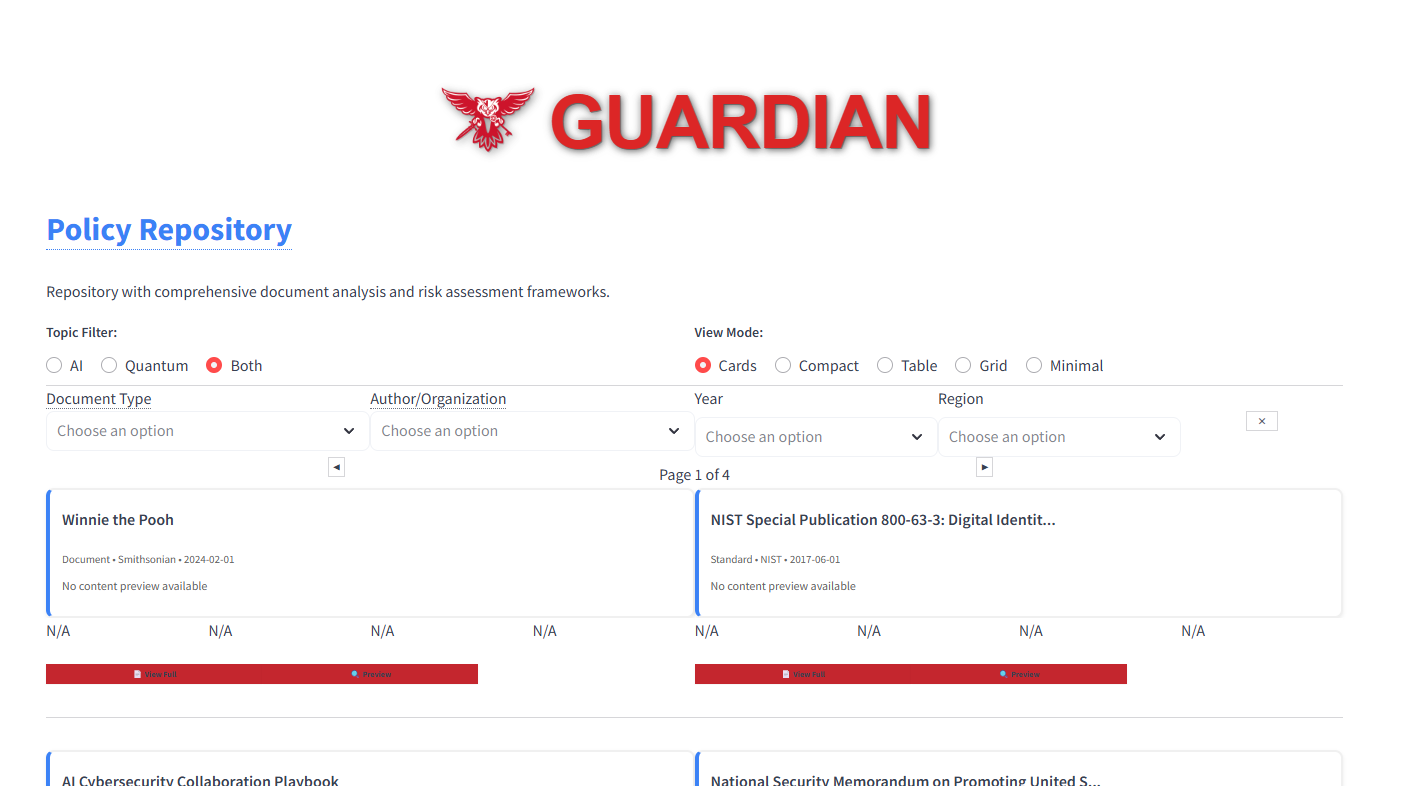 GUARDIAN
Policy Repository
Repository with comprehensive document analysis and risk assessment frameworks.
Topic Filter:
View Mode:
AI Quantum Both
Cards Compact Table Grid Minimal
Document Type Author/Organization Year Region
Choose an option Choose an option Choose an option Choose an option ×
◄ Page 1 of 4 ►
Winnie the Pooh
Document • Smithsonian • 2024-02-01
No content preview available
NIST Special Publication 800-63-3: Digital Identit...
Standard • NIST • 2017-06-01
No content preview available
N/A N/A N/A N/A N/A N/A N/A N/A
View Full Preview View Full Preview
AI Cybersecurity Collaboration Playbook
National Security Memorandum on Promoting United S...